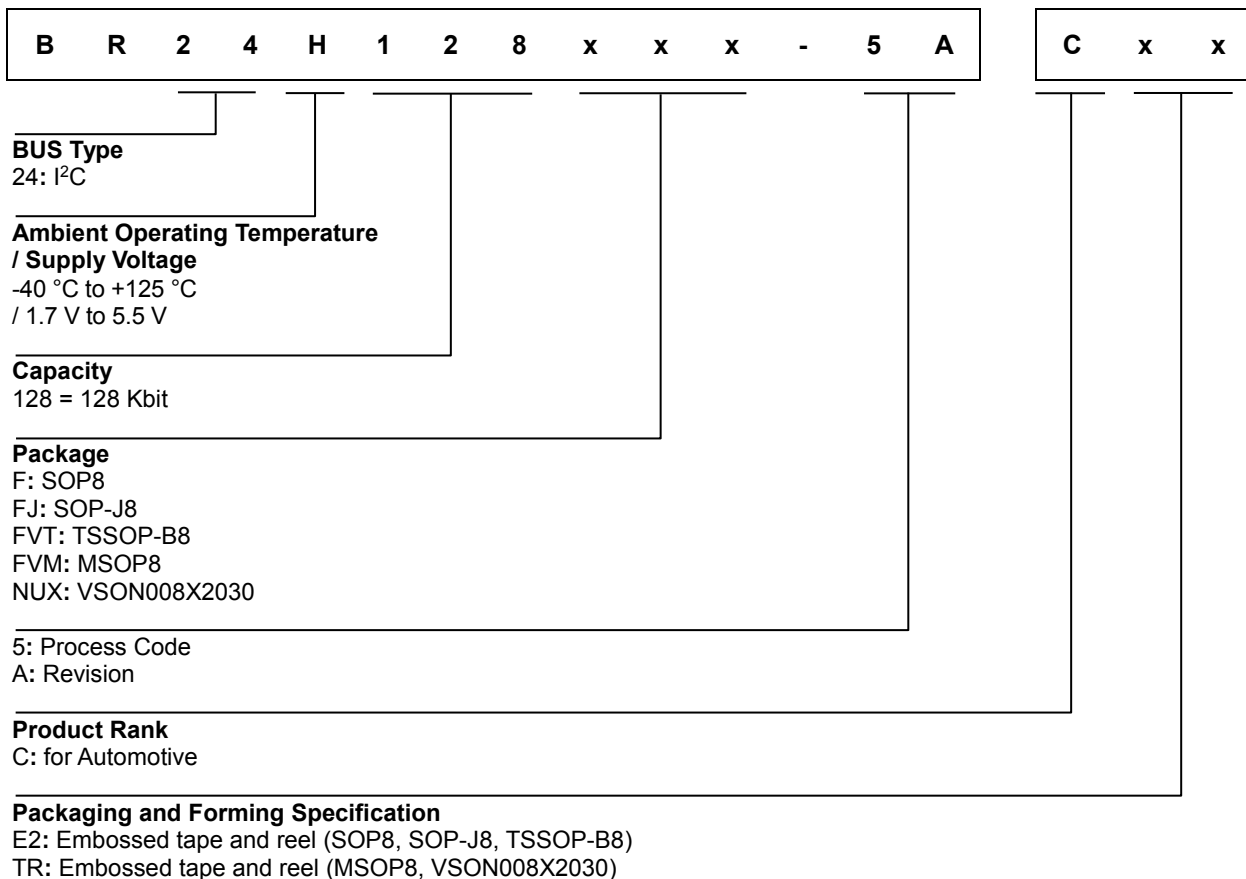 B R 2 4 H 1 2 8 x x x - 5 A C x x
BUS Type
24: I²C
Ambient Operating Temperature
/ Supply Voltage
-40 °C to +125 °C
/ 1.7 V to 5.5 V
Capacity
128 = 128 Kbit
Package
F: SOP8
FJ: SOP-J8
FVT: TSSOP-B8
FVM: MSOP8
NUX: VSON008X2030
5: Process Code
A: Revision
Product Rank
C: for Automotive
Packaging and Forming Specification
E2: Embossed tape and reel (SOP8, SOP-J8, TSSOP-B8)
TR: Embossed tape and reel (MSOP8, VSON008X2030)